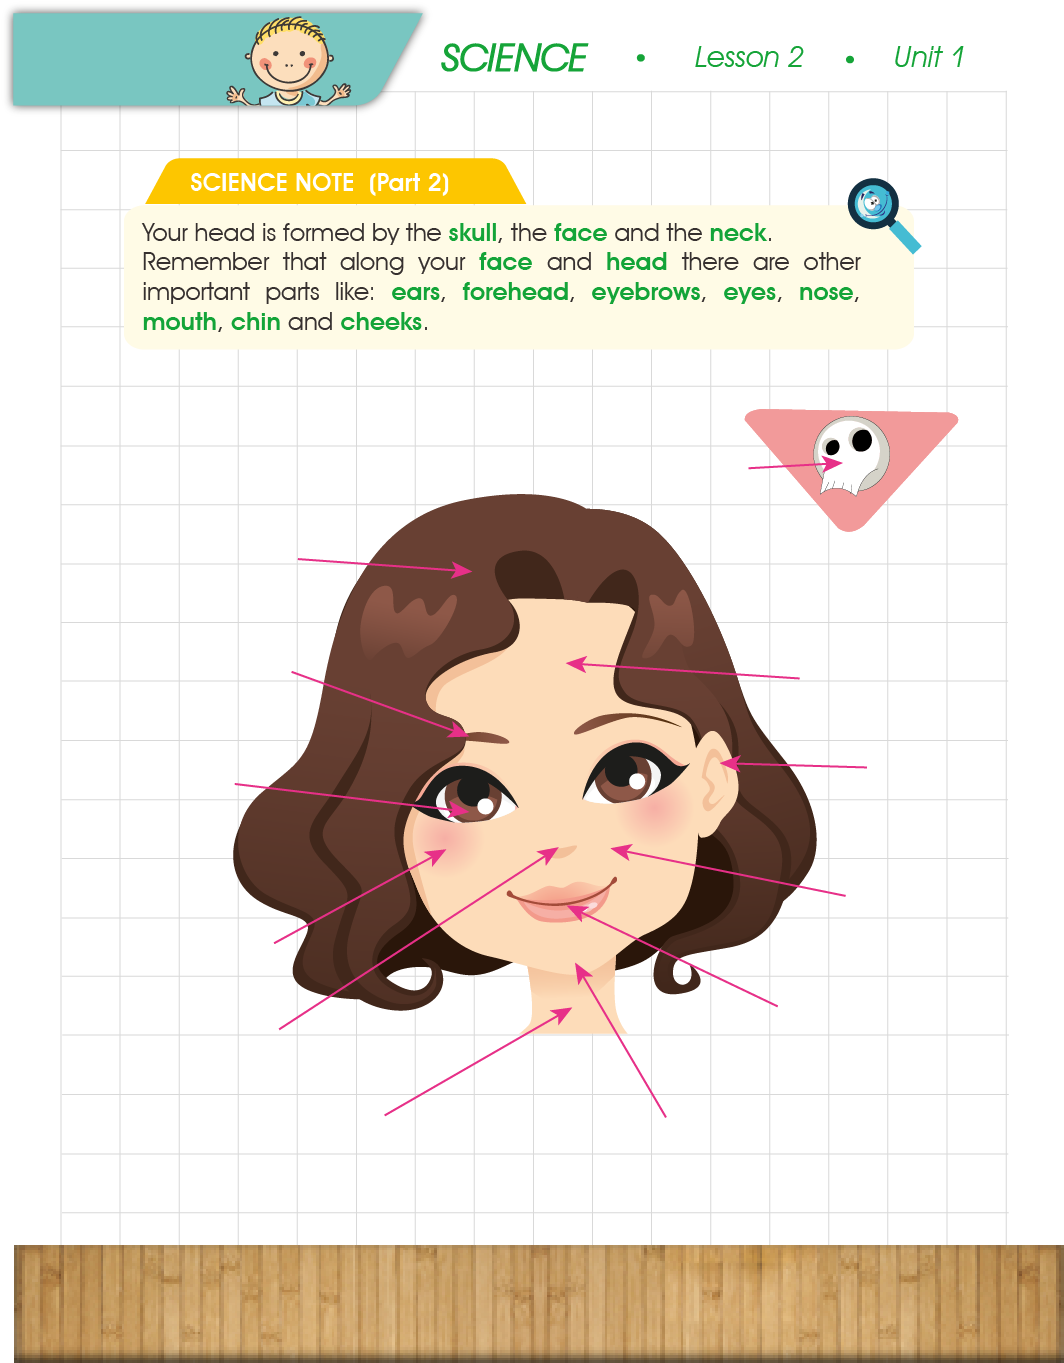 SCIENCE • Lesson 2 • Unit 1
SCIENCE NOTE (Part 2)
Your head is formed by the skull, the face and the neck.
Remember that along your face and head there are other
important parts like: ears, forehead, eyebrows, eyes, nose,
mouth, chin and cheeks.